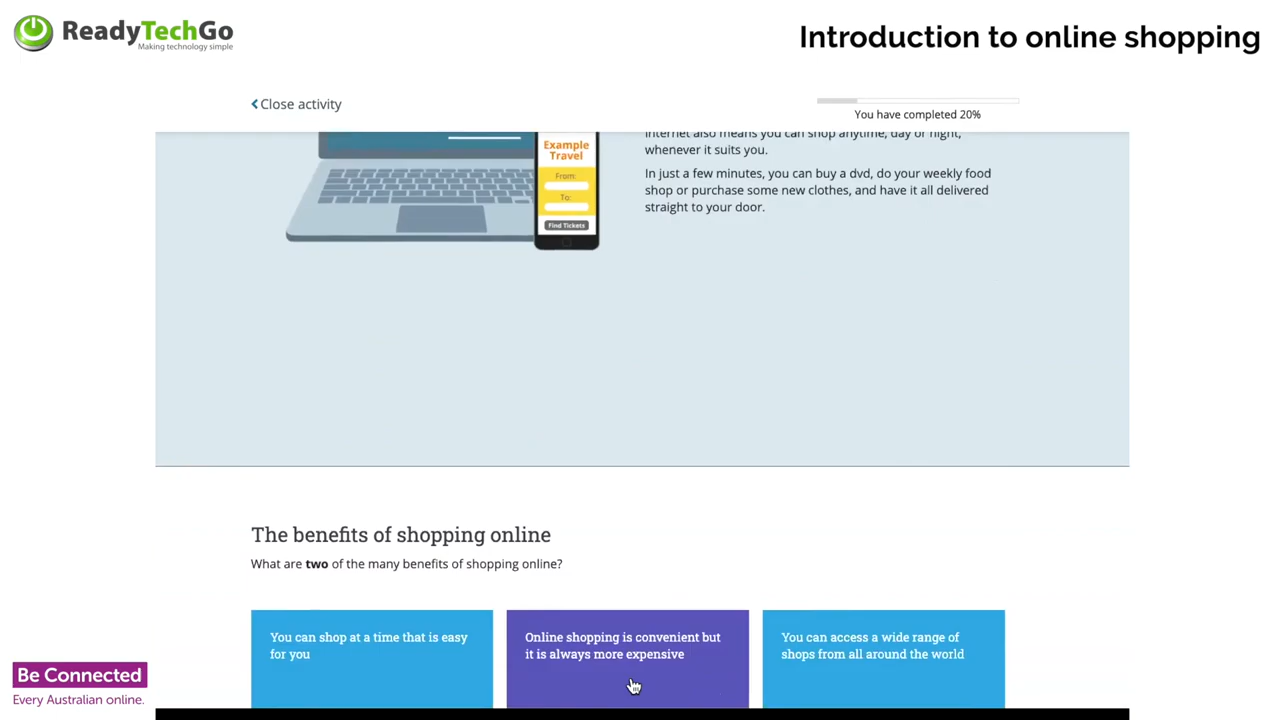 ReadyTechGo
Making technology simple
Introduction to online shopping
Close activity
You have completed 20%
Example
Travel
From:
To:
Find Tickets
Internet also means you can shop anytime, day or night,
whenever it suits you.
In just a few minutes, you can buy a dvd, do your weekly food
shop or purchase some new clothes, and have it all delivered
straight to your door.
The benefits of shopping online
What are two of the many benefits of shopping online?
You can shop at a time that is easy
for you
Online shopping is convenient but
it is always more expensive
You can access a wide range of
shops from all around the world
Be Connected
Every Australian online.